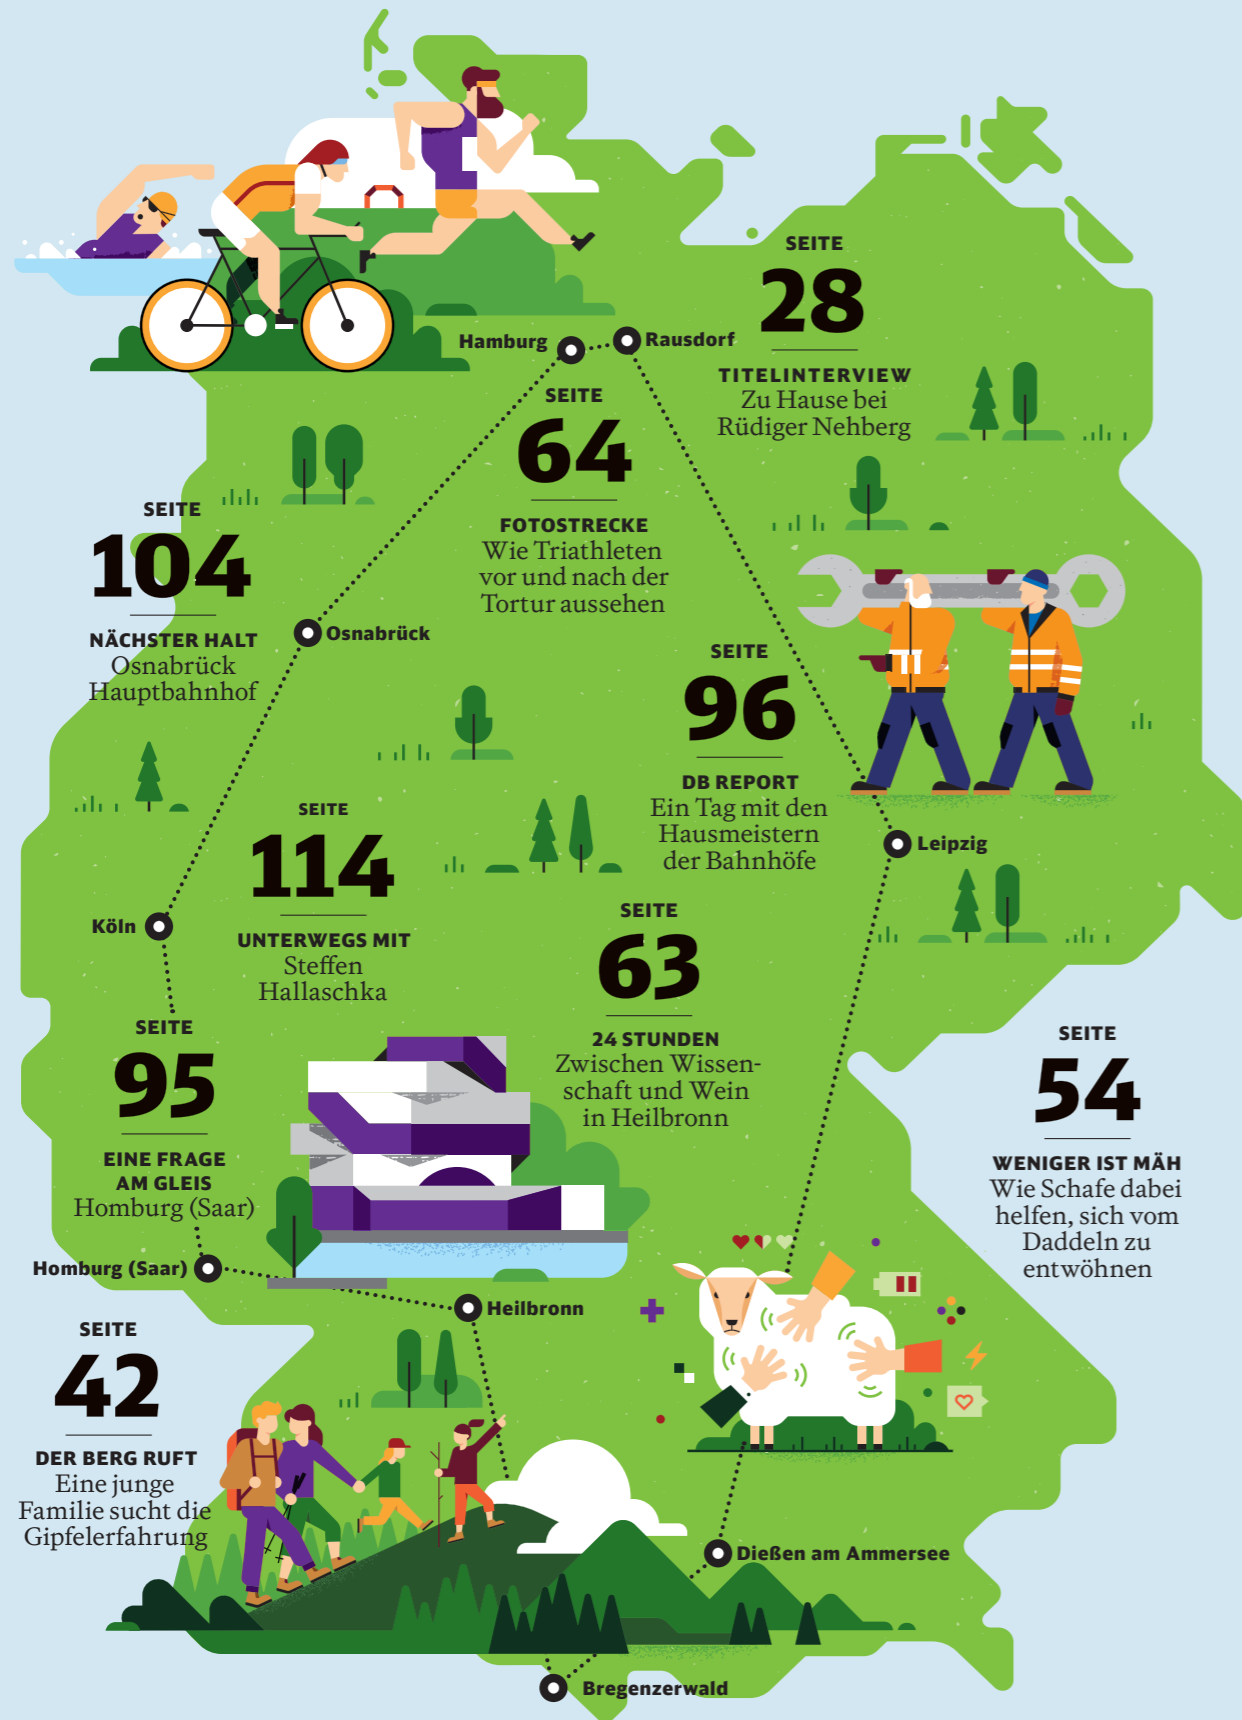 SEITE
28
TITELINTERVIEW
Zu Hause bei
Rüdiger Nehberg
Hamburg
Rausdorf
SEITE
64
FOTOSTRECKE
Wie Triathleten
vor und nach der
Tortur aussehen
SEITE
104
NÄCHSTER HALT
Osnabrück
Hauptbahnhof
Osnabrück
SEITE
96
DB REPORT
Ein Tag mit den
Hausmeistern
der Bahnhöfe
Leipzig
SEITE
114
UNTERWEGS MIT
Steffen
Hallaschka
Köln
SEITE
63
24 STUNDEN
Zwischen Wissen-
schaft und Wein
in Heilbronn
SEITE
95
EINE FRAGE
AM GLEIS
Homburg (Saar)
SEITE
54
WENIGER IST MÄH
Wie Schafe dabei
helfen, sich vom
Daddeln zu
entwöhnen
Homburg (Saar)
Heilbronn
SEITE
42
DER BERG RUFT
Eine junge
Familie sucht die
Gipfelerfahrung
Dießen am Ammersee
Bregenzerwald